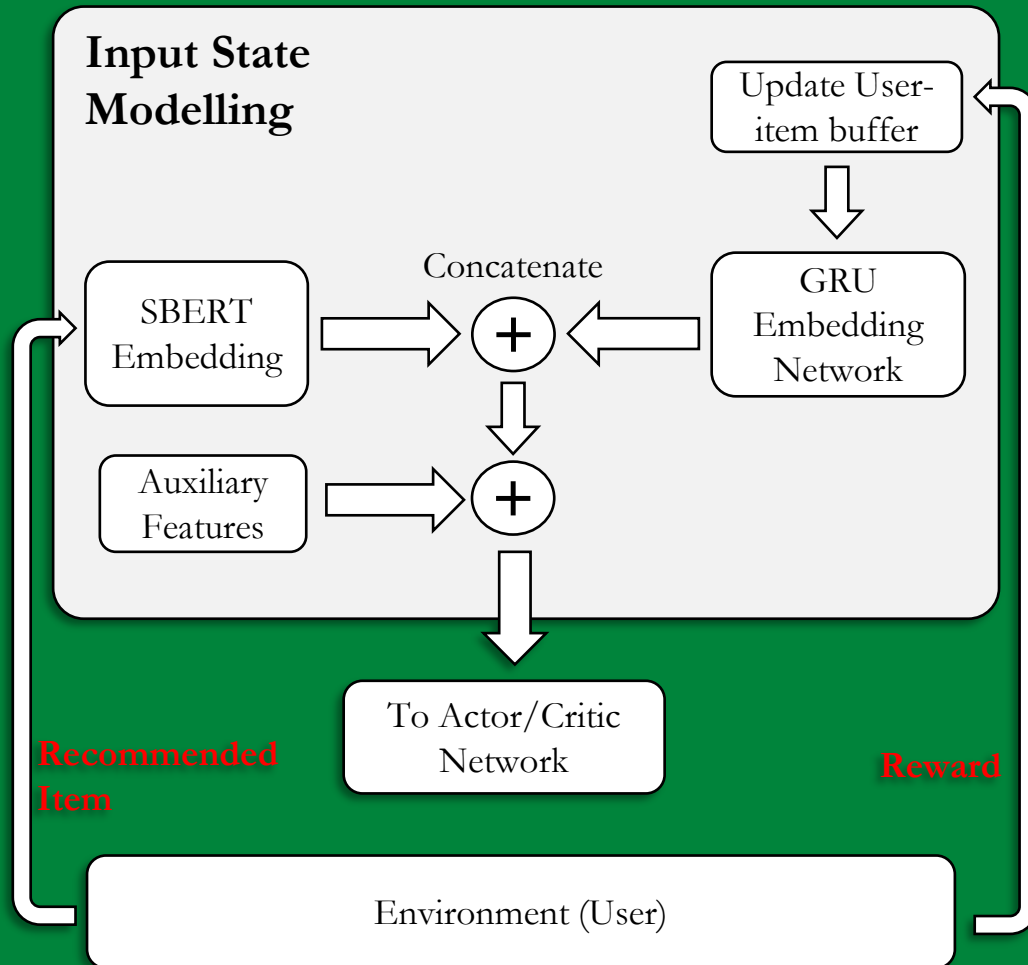 Input State
Modelling
Update User-
item buffer
Concatenate
SBERT
Embedding
+
GRU
Embedding
Network
Auxiliary
Features
+
To Actor/Critic
Network
Recommended
Item
Reward
Environment (User)